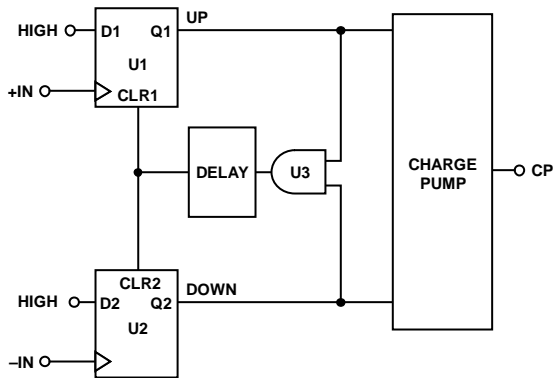 HIGH
D1
Q1
UP
U1
+IN
CLR1
DELAY
U3
CHARGE
PUMP
CP
CLR2
HIGH
D2
Q2
DOWN
U2
–IN